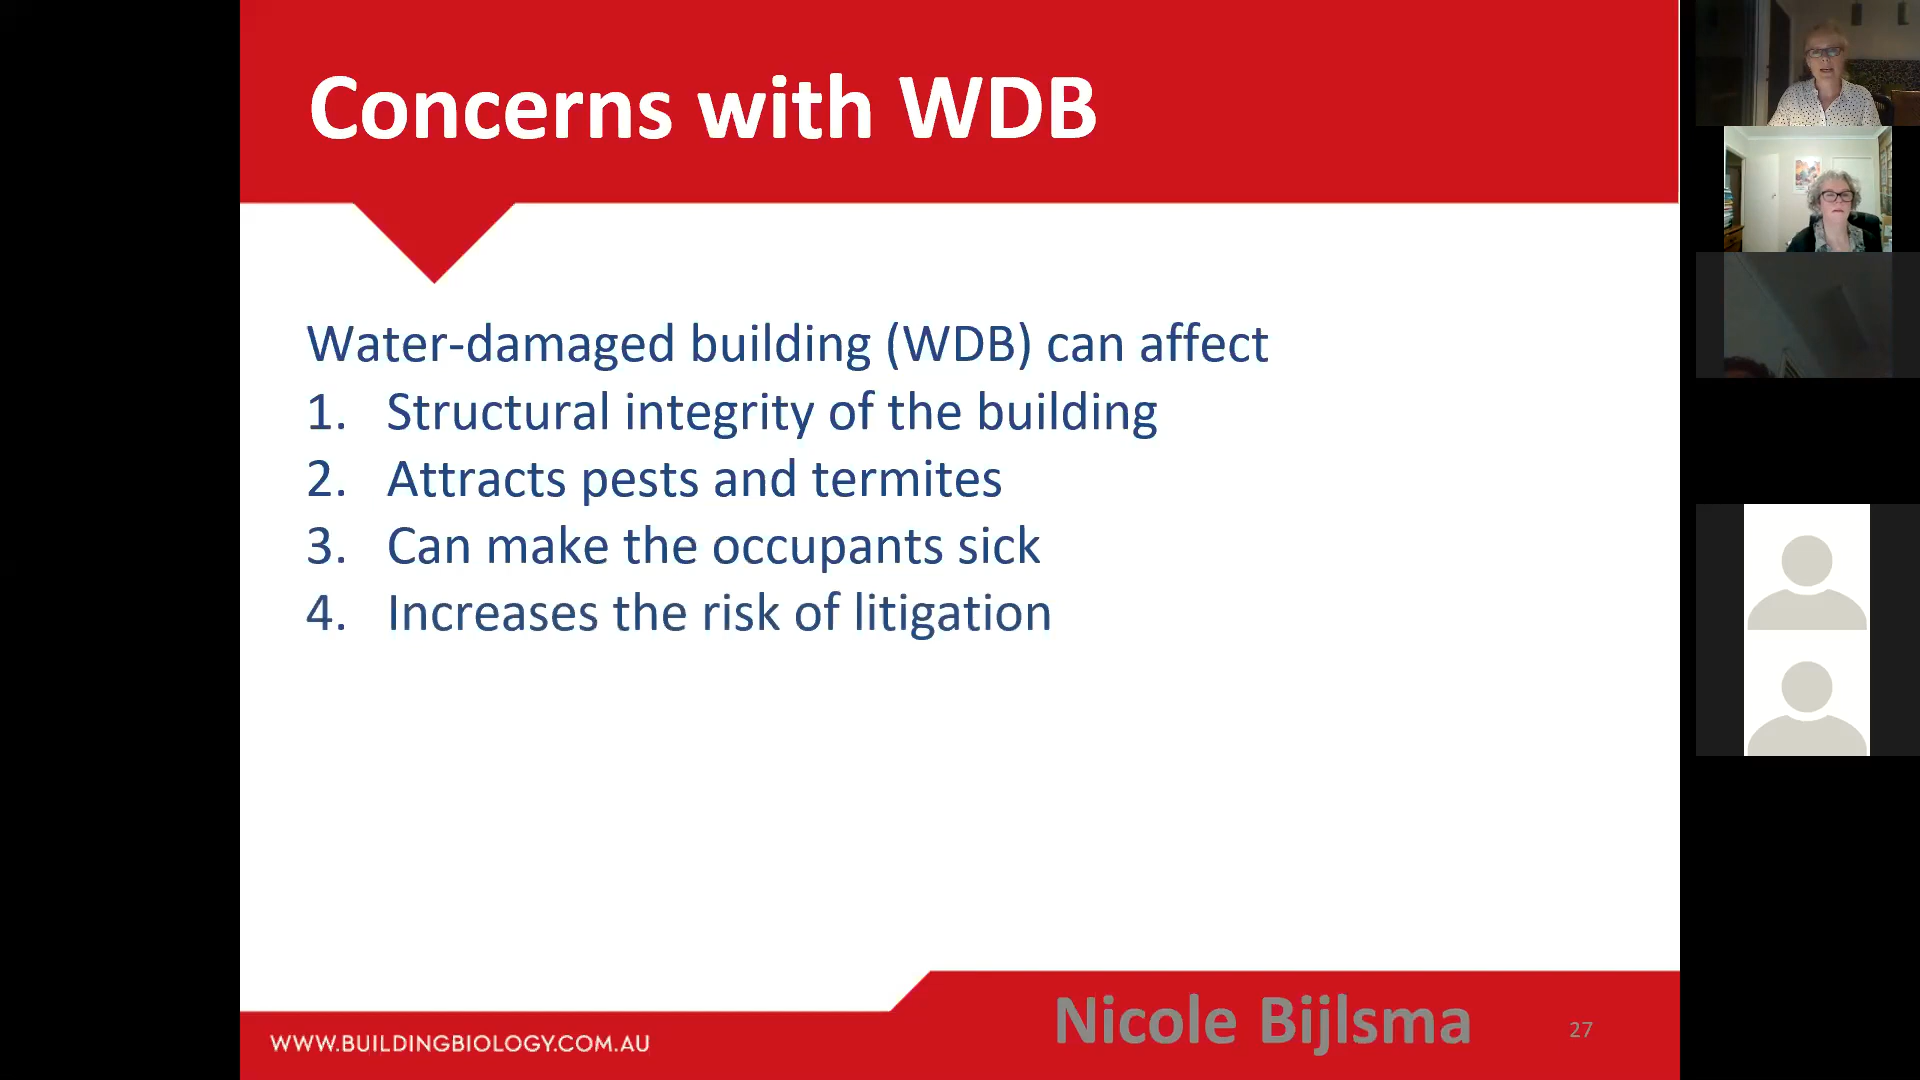 Concerns with WDB
Water-damaged building (WDB) can affect
1. Structural integrity of the building
2. Attracts pests and termites
3. Can make the occupants sick
4. Increases the risk of litigation
WWW.BUILDINGBIOLOGY.COM.AU
Nicole Bijlsma
27